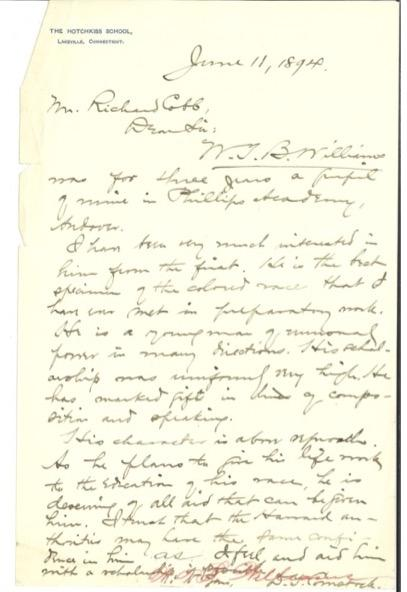 THE HOTCHKISS SCHOOL,
LAKEVILLE, CONNECTICUT.
June 11, 1894.
Mr. Richard Cobb,
Dear Sir:
W. T. B. Williams
was for three years a pupil
of mine in Phillips Academy,
Andover.
I have been very much interested in
him from the first. He is the best
specimen of the colored race that I
have ever met in preparatory work.
He is a young man of unusual
power in many directions. His schol-
arship was uniformly very high. He
has marked gift in lines of compo-
sition and speaking.
His character is above reproach.
As he plans to give his life work
to the education of his race, he is
deserving of all aid that can be given
him. I trust that the Harvard au-
thorities may have the same confi-
dence in him as I feel, and aid him
with a scholarship
Yours, D. Y. Comstock.